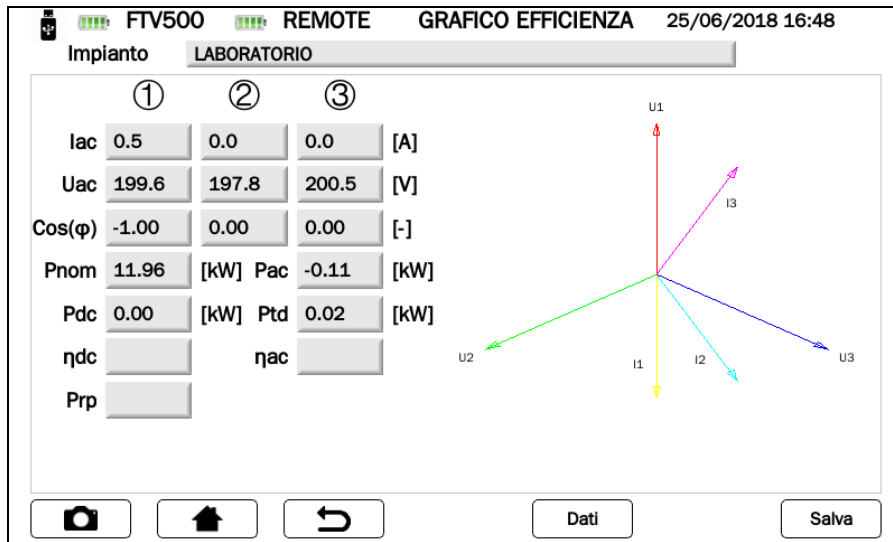 FTV500 REMOTE GRAFICO EFFICIENZA 25/06/2018 16:48
Impianto LABORATORIO
① ② ③
Iac 0.5 0.0 0.0 [A]
Uac 199.6 197.8 200.5 [V]
Cos(φ) -1.00 0.00 0.00 [-]
Pnom 11.96 [kW] Pac -0.11 [kW]
Pdc 0.00 [kW] Ptd 0.02 [kW]
ηdc ηac
Prp
U1
I3
U2
I1
I2
U3
Dati
Salva